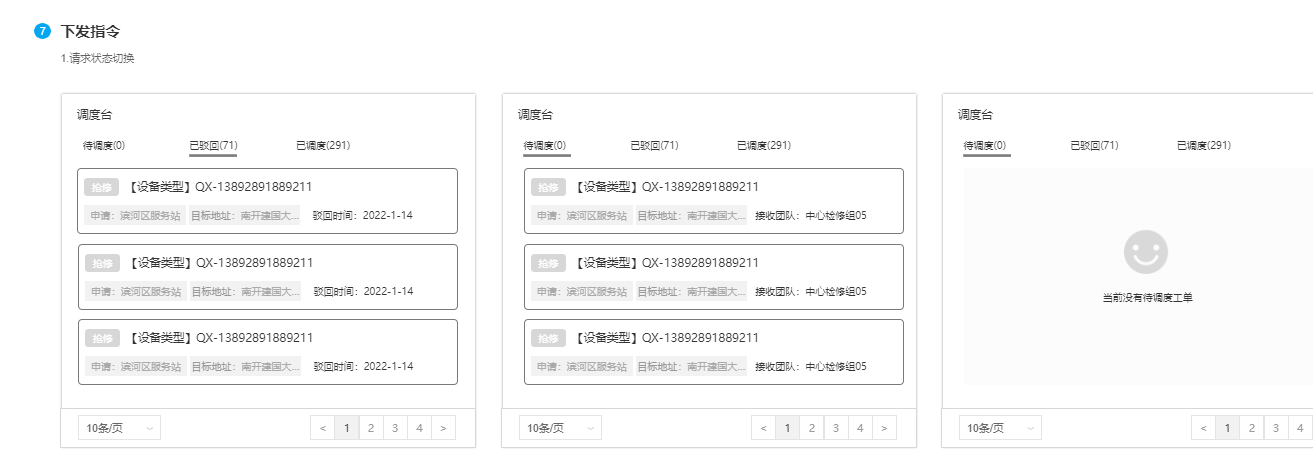 7 下发指令
1.请求状态切换
调度台
待调度(0) 已驳回(71) 已调度(291)
抢修 【设备类型】QX-13892891889211
申请：滨河区服务站 目标地址：南开建国大... 驳回时间：2022-1-14
抢修 【设备类型】QX-13892891889211
申请：滨河区服务站 目标地址：南开建国大... 驳回时间：2022-1-14
抢修 【设备类型】QX-13892891889211
申请：滨河区服务站 目标地址：南开建国大... 驳回时间：2022-1-14
10条/页 < 1 2 3 4 >
调度台
待调度(0) 已驳回(71) 已调度(291)
抢修 【设备类型】QX-13892891889211
申请：滨河区服务站 目标地址：南开建国大... 接收团队：中心检修组05
抢修 【设备类型】QX-13892891889211
申请：滨河区服务站 目标地址：南开建国大... 接收团队：中心检修组05
抢修 【设备类型】QX-13892891889211
申请：滨河区服务站 目标地址：南开建国大... 接收团队：中心检修组05
10条/页 < 1 2 3 4 >
调度台
待调度(0) 已驳回(71) 已调度(291)
当前没有待调度工单
10条/页 < 1 2 3 4